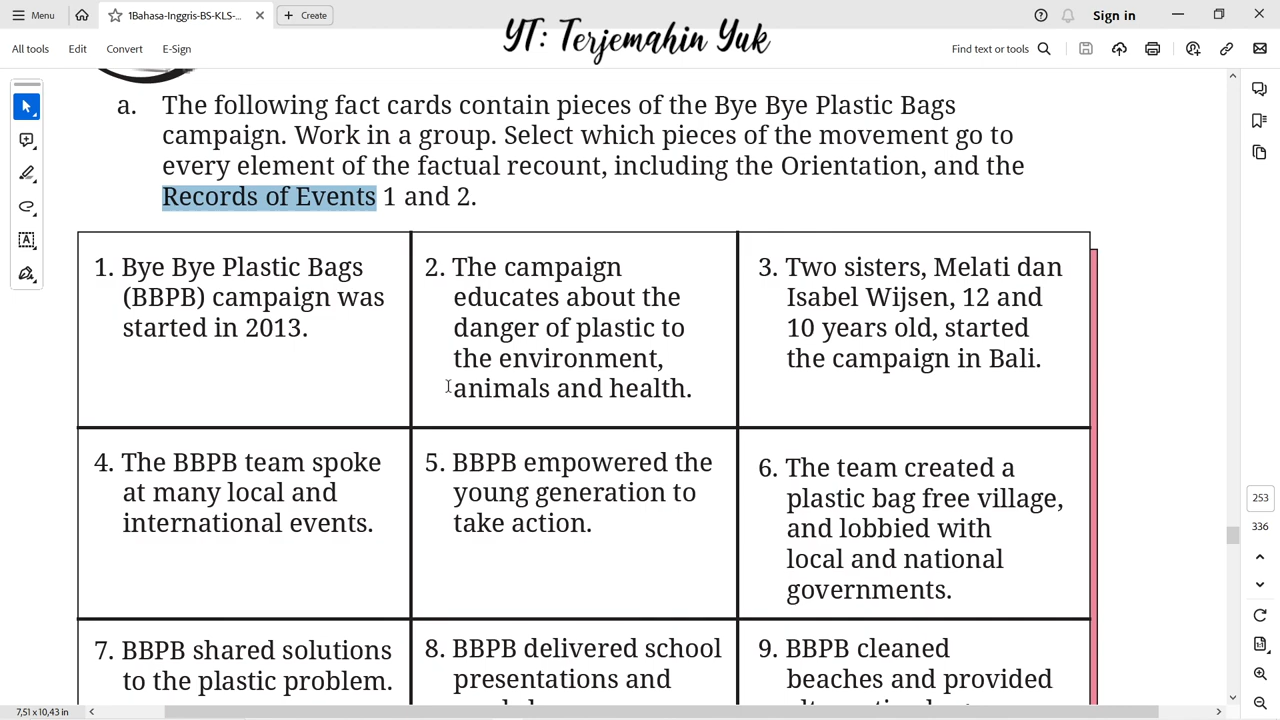 Menu
1Bahasa-Inggris-BS-KLS-...
Create
Sign in
All tools
Edit
Convert
E-Sign
YT: Terjemahin Yuk
Find text or tools
a. The following fact cards contain pieces of the Bye Bye Plastic Bags
campaign. Work in a group. Select which pieces of the movement go to
every element of the factual recount, including the Orientation, and the
Records of Events 1 and 2.
1. Bye Bye Plastic Bags
(BBPB) campaign was
started in 2013.
2. The campaign
educates about the
danger of plastic to
the environment,
animals and health.
3. Two sisters, Melati dan
Isabel Wijsen, 12 and
10 years old, started
the campaign in Bali.
4. The BBPB team spoke
at many local and
international events.
5. BBPB empowered the
young generation to
take action.
6. The team created a
plastic bag free village,
and lobbied with
local and national
governments.
7. BBPB shared solutions
to the plastic problem.
8. BBPB delivered school
presentations and
9. BBPB cleaned
beaches and provided
253
336
7,51 x 10,43 in